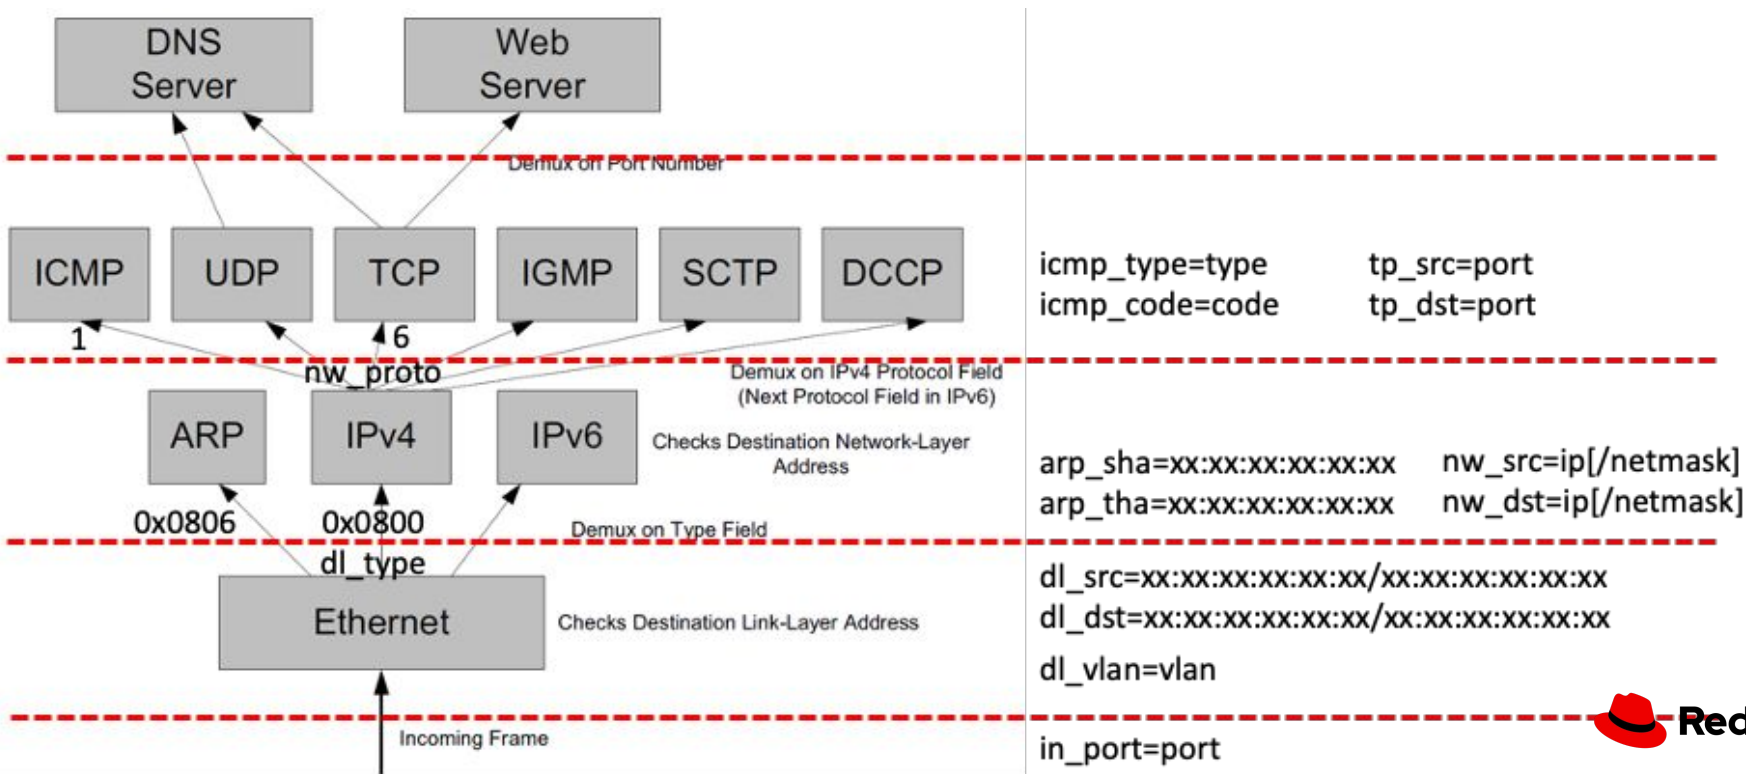 DNS
Server
Web
Server
Demux on Port Number
ICMP
UDP
TCP
IGMP
SCTP
DCCP
icmp_type=type
tp_src=port
icmp_code=code
tp_dst=port
1
6
nw_proto
Demux on IPv4 Protocol Field
(Next Protocol Field in IPv6)
ARP
IPv4
IPv6
Checks Destination Network-Layer
Address
arp_sha=xx:xx:xx:xx:xx:xx
nw_src=ip[/netmask]
arp_tha=xx:xx:xx:xx:xx:xx
nw_dst=ip[/netmask]
0x0806
0x0800
Demux on Type Field
dl_type
dl_src=xx:xx:xx:xx:xx:xx/xx:xx:xx:xx:xx:xx
dl_dst=xx:xx:xx:xx:xx:xx/xx:xx:xx:xx:xx:xx
Ethernet
Checks Destination Link-Layer Address
dl_vlan=vlan
Incoming Frame
in_port=port
Red